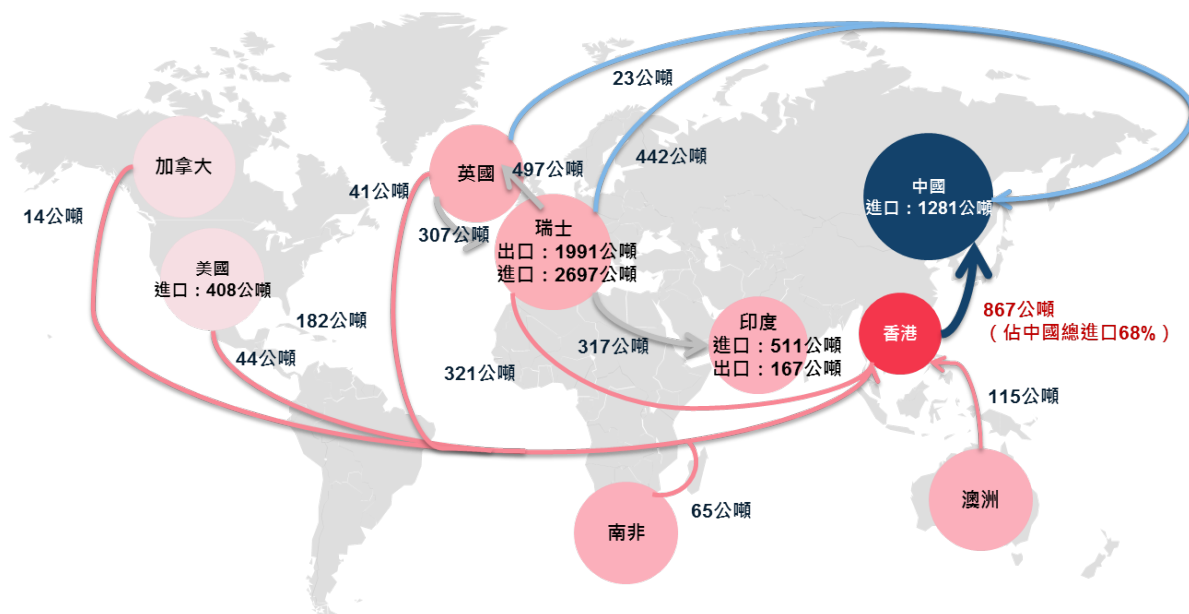 23公噸
加拿大
英國
497公噸
442公噸
中國
進口：1281公噸
41公噸
14公噸
307公噸
瑞士
出口：1991公噸
進口：2697公噸
美國
進口：408公噸
182公噸
44公噸
321公噸
317公噸
印度
進口：511公噸
出口：167公噸
香港
867公噸
（佔中國總進口68%）
115公噸
65公噸
南非
澳洲